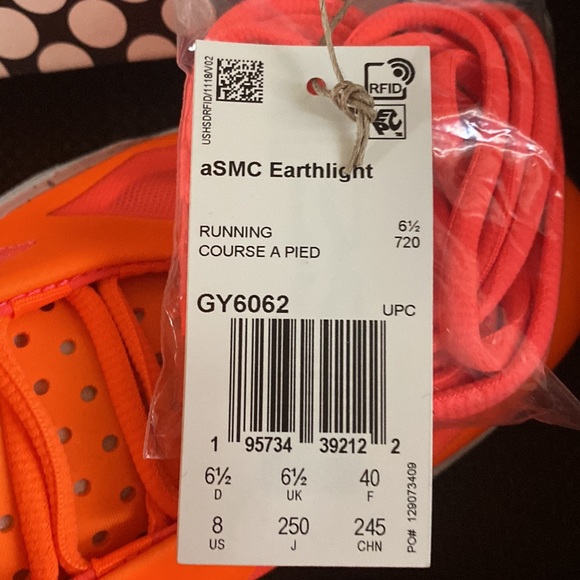 USHSDRFID/1118/V02
RFID
aSMC Earthlight
RUNNING 6½
COURSE A PIED 720
GY6062 UPC
1 95734 39212 2
6½ 6½ 40
D UK F
8 250 245
US J CHN
PO# 129073409